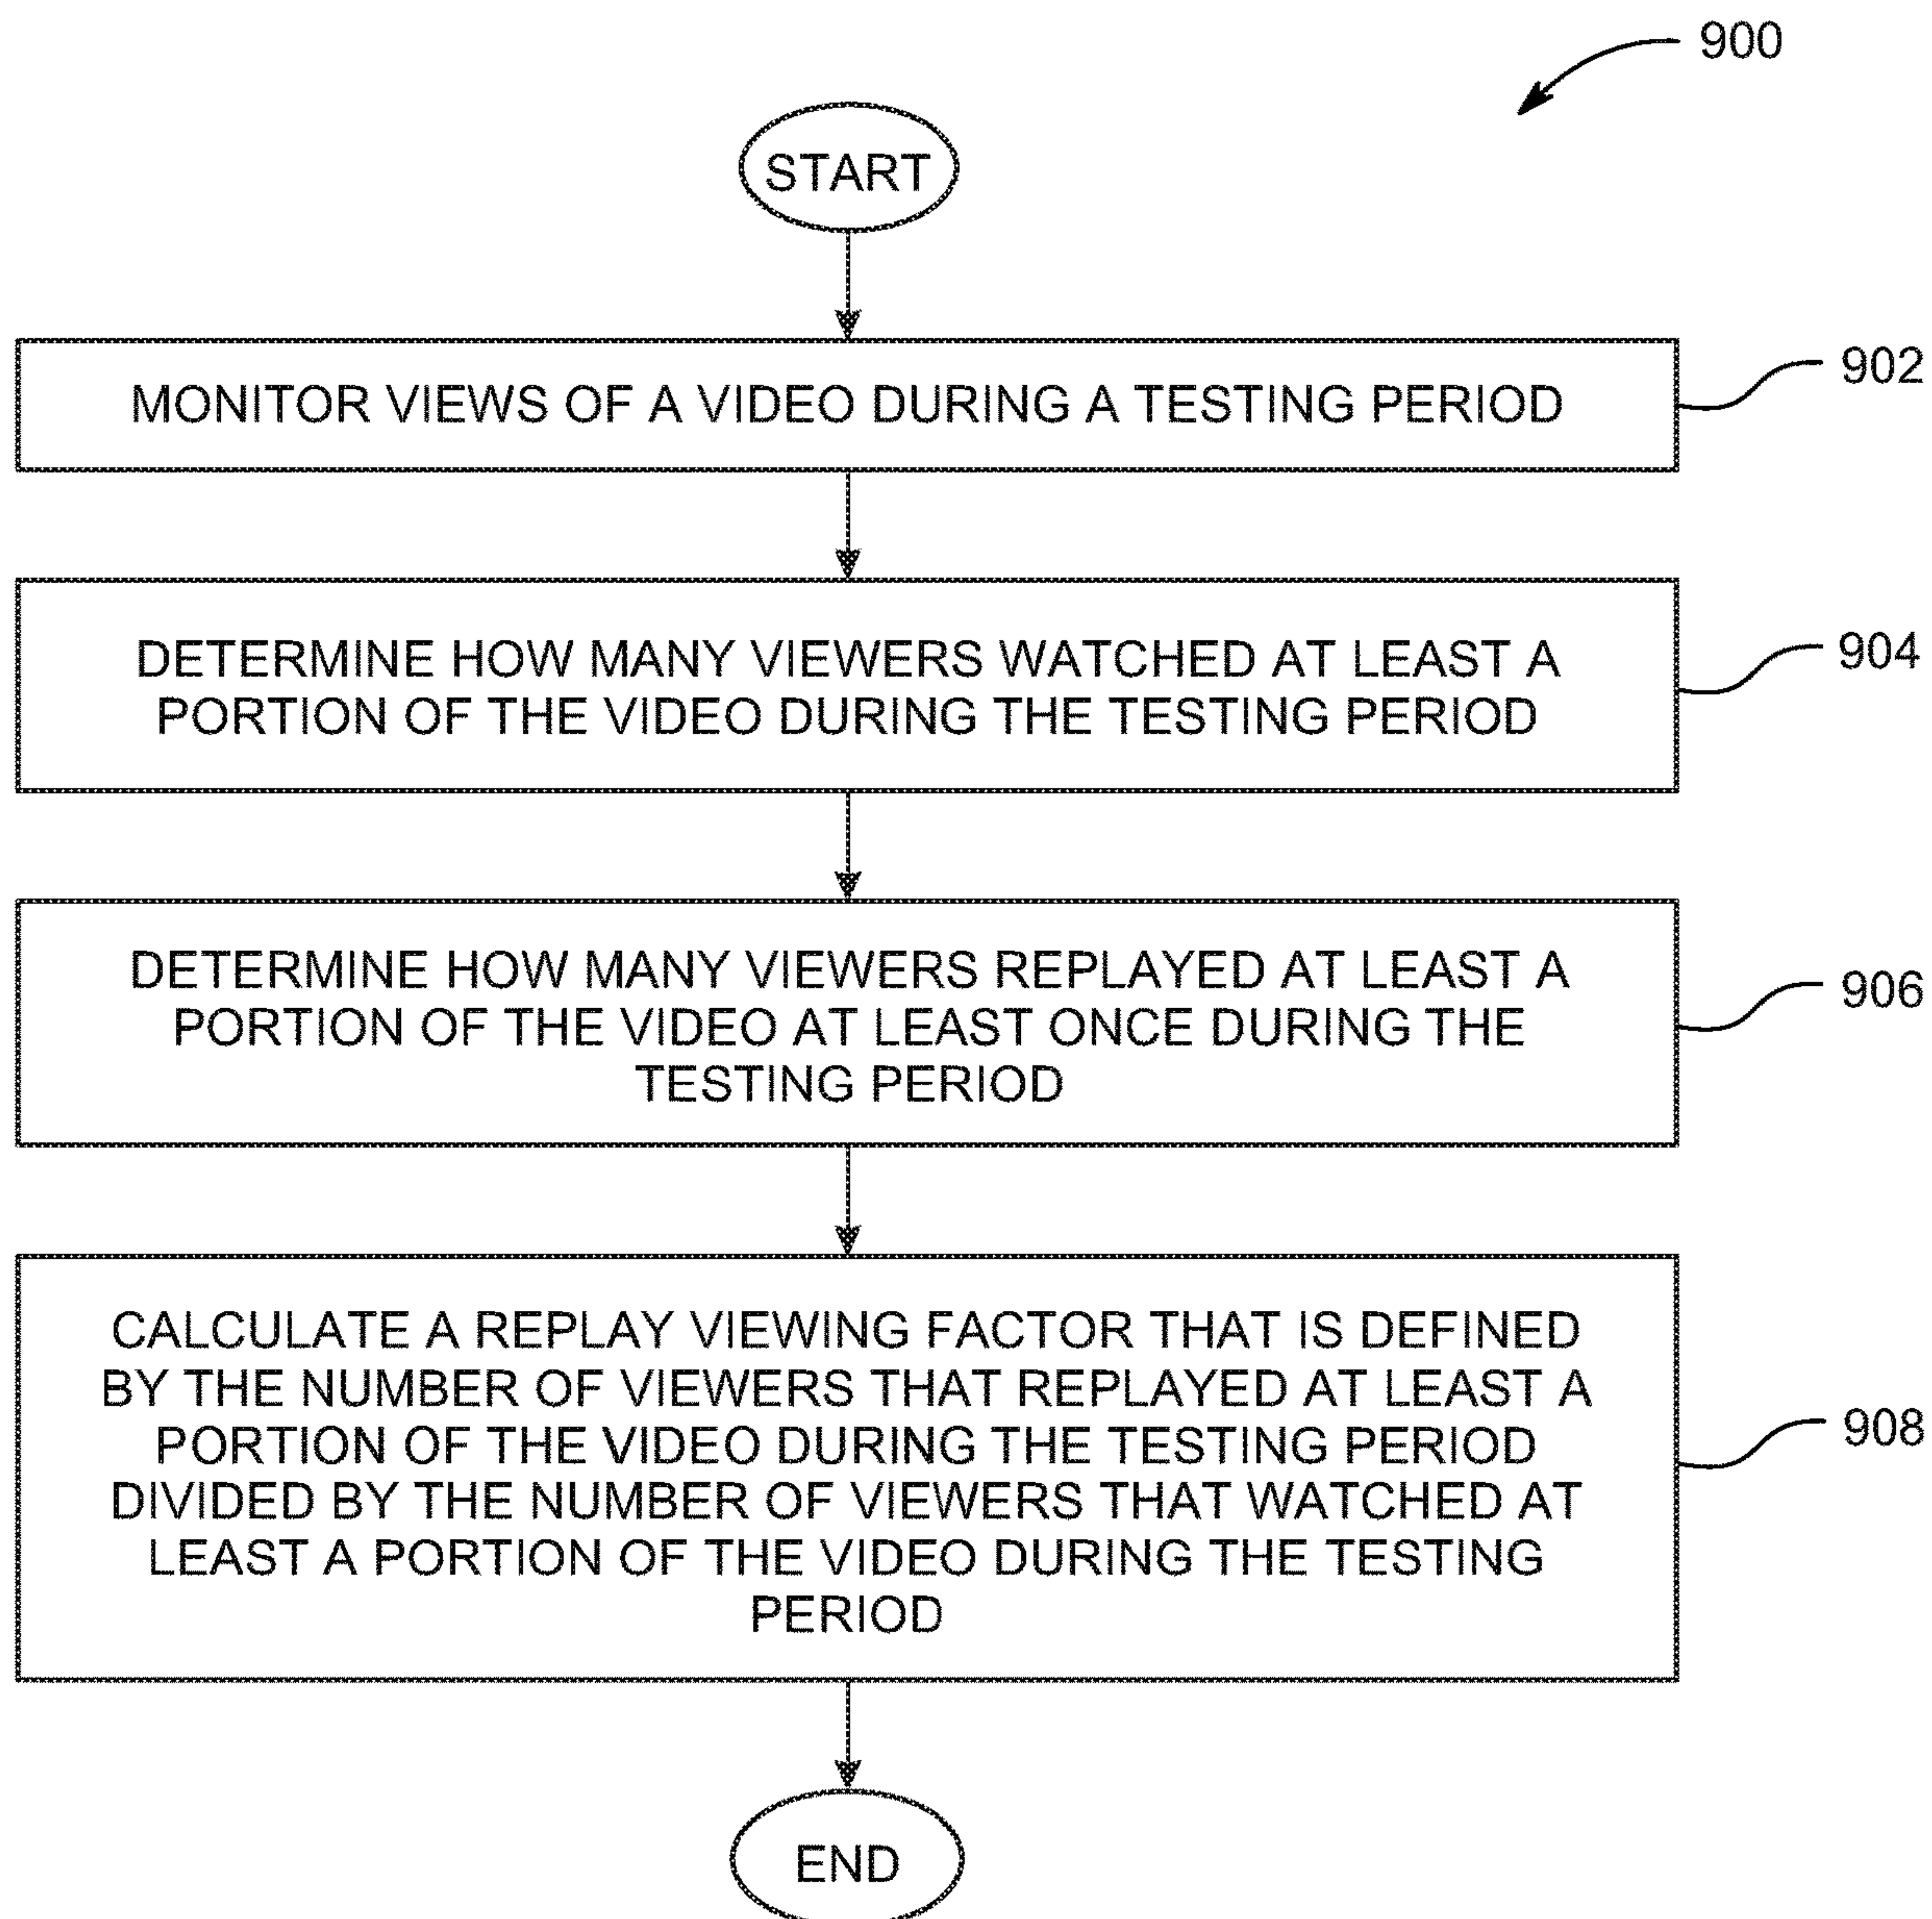 900
START
MONITOR VIEWS OF A VIDEO DURING A TESTING PERIOD
902
DETERMINE HOW MANY VIEWERS WATCHED AT LEAST A
PORTION OF THE VIDEO DURING THE TESTING PERIOD
904
DETERMINE HOW MANY VIEWERS REPLAYED AT LEAST A
PORTION OF THE VIDEO AT LEAST ONCE DURING THE
TESTING PERIOD
906
CALCULATE A REPLAY VIEWING FACTOR THAT IS DEFINED
BY THE NUMBER OF VIEWERS THAT REPLAYED AT LEAST A
PORTION OF THE VIDEO DURING THE TESTING PERIOD
DIVIDED BY THE NUMBER OF VIEWERS THAT WATCHED AT
LEAST A PORTION OF THE VIDEO DURING THE TESTING
PERIOD
908
END